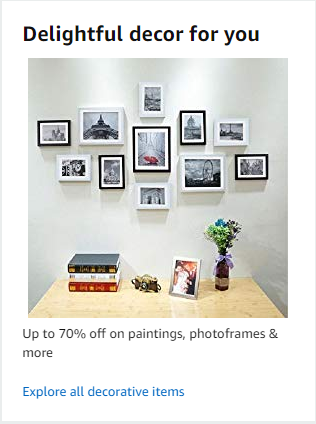 Delightful decor for you
Up to 70% off on paintings, photoframes &
more
Explore all decorative items